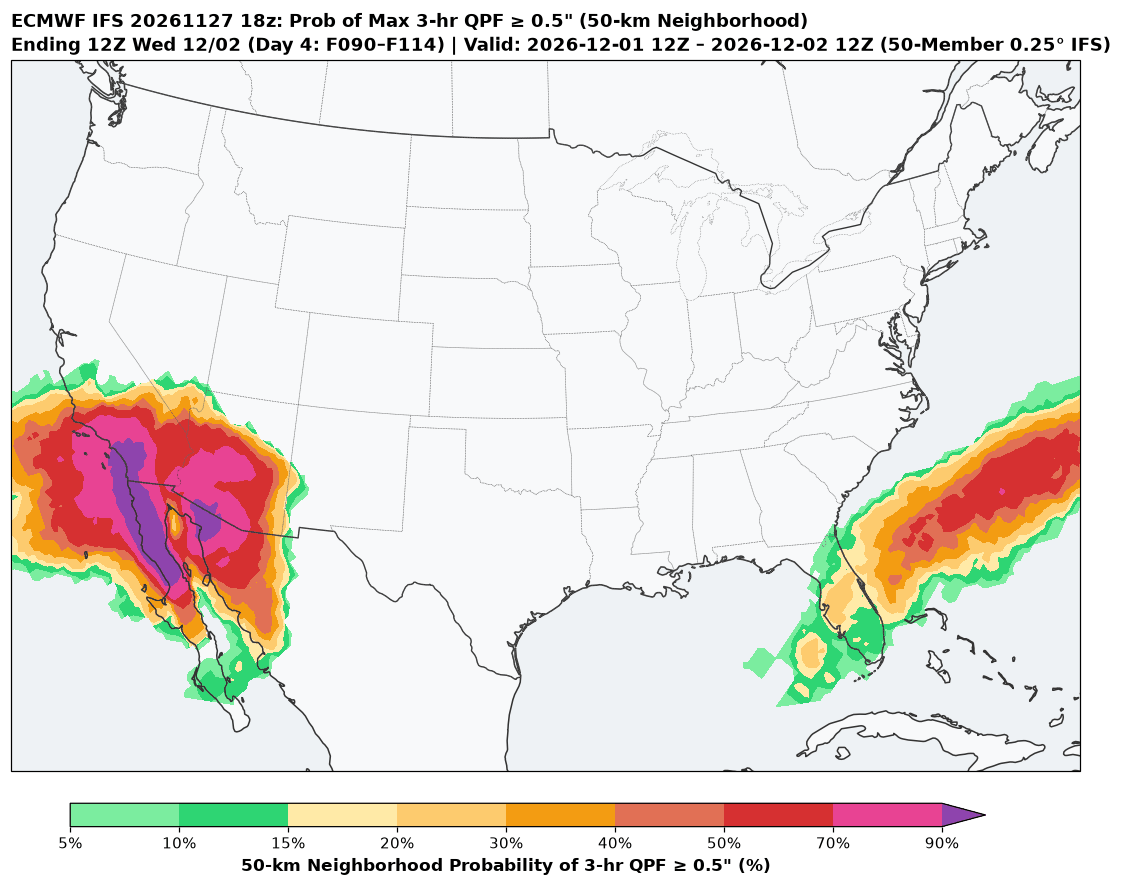 ECMWF IFS 20261127 18z: Prob of Max 3-hr QPF ≥ 0.5" (50-km Neighborhood)
Ending 12Z Wed 12/02 (Day 4: F090–F114) | Valid: 2026-12-01 12Z – 2026-12-02 12Z (50-Member 0.25° IFS)
5% 10% 15% 20% 30% 40% 50% 70% 90%
50-km Neighborhood Probability of 3-hr QPF ≥ 0.5" (%)